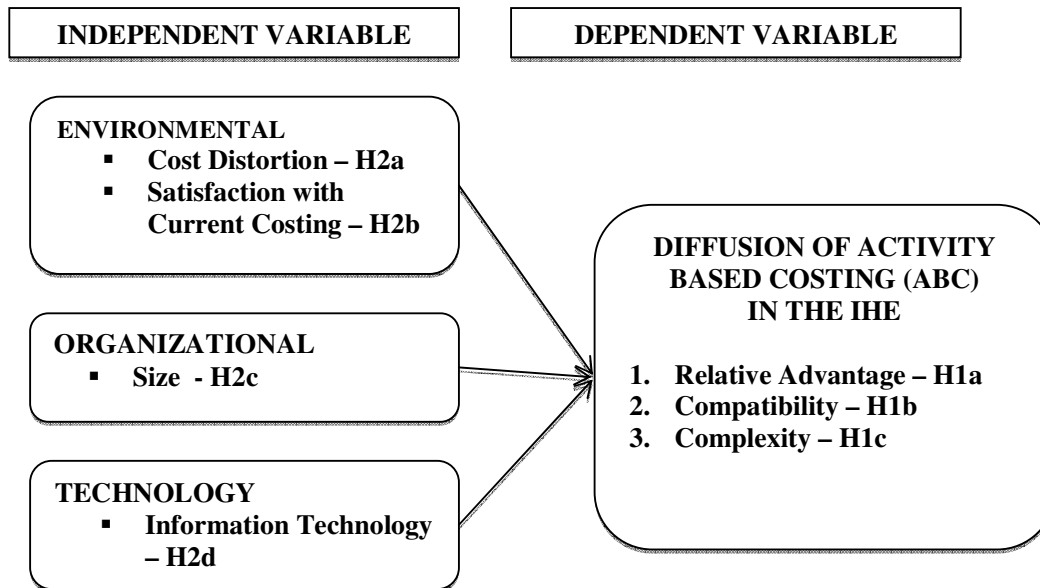 INDEPENDENT VARIABLE
DEPENDENT VARIABLE
ENVIRONMENTAL
▪ Cost Distortion – H2a
▪ Satisfaction with
Current Costing – H2b
ORGANIZATIONAL
▪ Size - H2c
TECHNOLOGY
▪ Information Technology
– H2d
DIFFUSION OF ACTIVITY
BASED COSTING (ABC)
IN THE IHE
1. Relative Advantage – H1a
2. Compatibility – H1b
3. Complexity – H1c